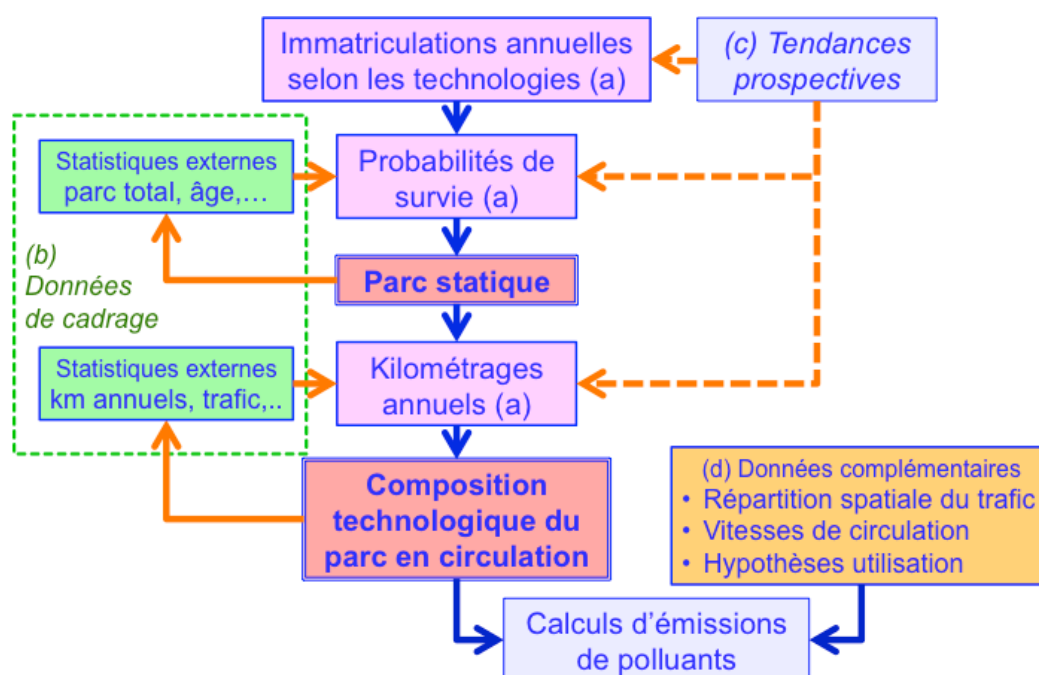 Immatriculations annuelles
selon les technologies (a)
(c) Tendances
prospectives
Statistiques externes
parc total, âge,…
Probabilités de
survie (a)
(b)
Données
de cadrage
Parc statique
Statistiques externes
km annuels, trafic,..
Kilométrages
annuels (a)
Composition
technologique du
parc en circulation
(d) Données complémentaires
• Répartition spatiale du trafic
• Vitesses de circulation
• Hypothèses utilisation
Calculs d’émissions
de polluants